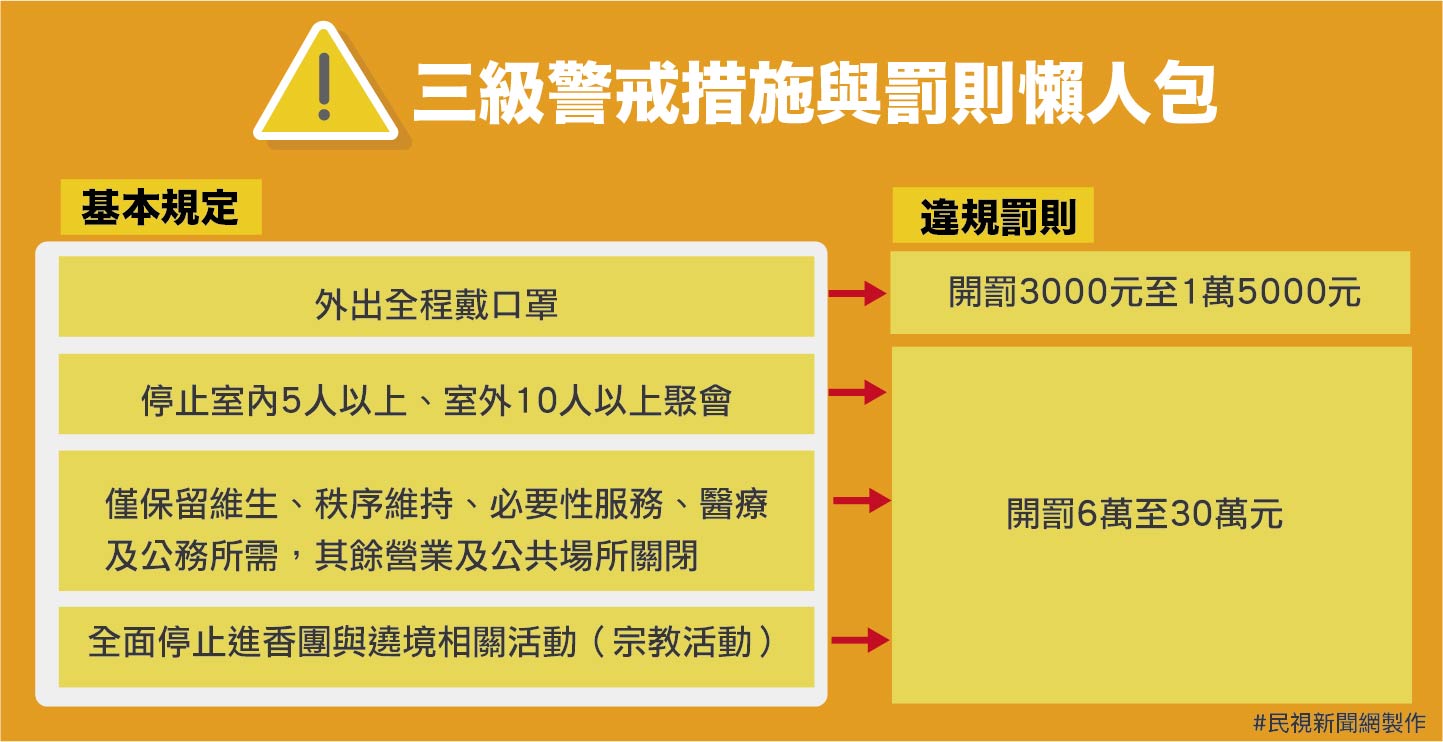 三級警戒措施與罰則懶人包
基本規定
違規罰則
外出全程戴口罩
開罰3000元至1萬5000元
停止室內5人以上、室外10人以上聚會
僅保留維生、秩序維持、必要性服務、醫療
及公務所需，其餘營業及公共場所關閉
全面停止進香團與遶境相關活動（宗教活動）
開罰6萬至30萬元
#民視新聞網製作